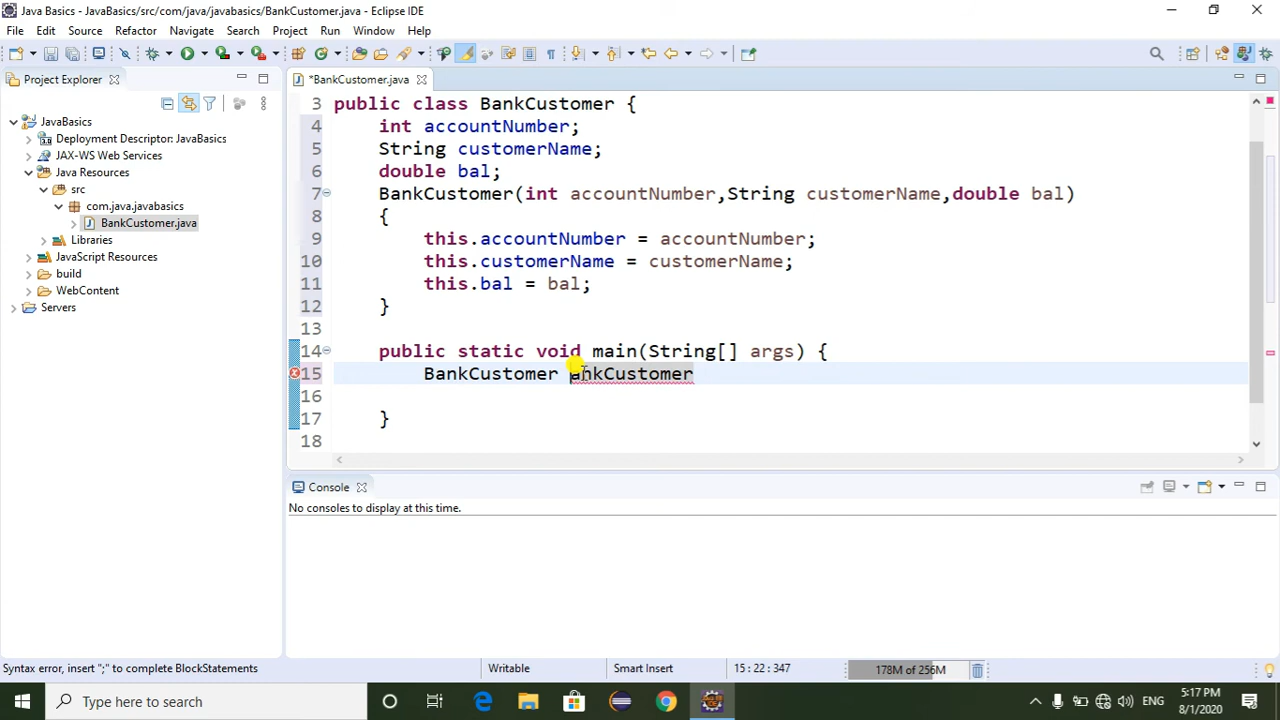 Java Basics - JavaBasics/src/com/java/javabasics/BankCustomer.java - Eclipse IDE
File Edit Source Refactor Navigate Search Project Run Window Help
Project Explorer
*BankCustomer.java
JavaBasics
Deployment Descriptor: JavaBasics
JAX-WS Web Services
Java Resources
src
com.java.javabasics
BankCustomer.java
Libraries
JavaScript Resources
build
WebContent
Servers
3 public class BankCustomer {
4 int accountNumber;
5 String customerName;
6 double bal;
7 BankCustomer(int accountNumber,String customerName,double bal)
8 {
9 this.accountNumber = accountNumber;
10 this.customerName = customerName;
11 this.bal = bal;
12 }
13
14 public static void main(String[] args) {
15 BankCustomer ankCustomer
16
17 }
18
Console
No consoles to display at this time.
Syntax error, insert ";" to complete BlockStatements
Writable
Smart Insert
15 : 22 : 347
178M of 256M
Type here to search
ENG
5:17 PM
8/1/2020